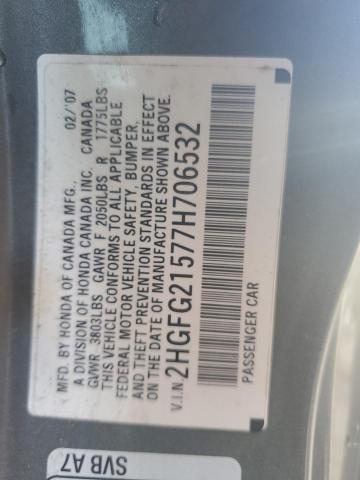 MFD. BY HONDA OF CANADA MFG., 02/'07
A DIVISION OF HONDA CANADA INC. CANADA
GVWR 3803LBS GAWR F 2050LBS R 1775LBS
THIS VEHICLE CONFORMS TO ALL APPLICABLE
FEDERAL MOTOR VEHICLE SAFETY, BUMPER,
AND THEFT PREVENTION STANDARDS IN EFFECT
ON THE DATE OF MANUFACTURE SHOWN ABOVE.
V.I.N. 2HGFG21577H706532
PASSENGER CAR
SVB A7